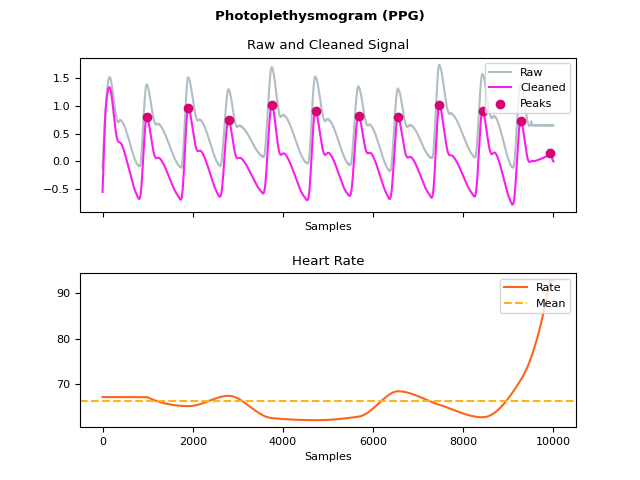 Photoplethysmogram (PPG)
Raw and Cleaned Signal
1.5
1.0
0.5
0.0
−0.5
Raw
Cleaned
Peaks
Samples
Heart Rate
90
80
70
Rate
Mean
0 2000 4000 6000 8000 10000
Samples